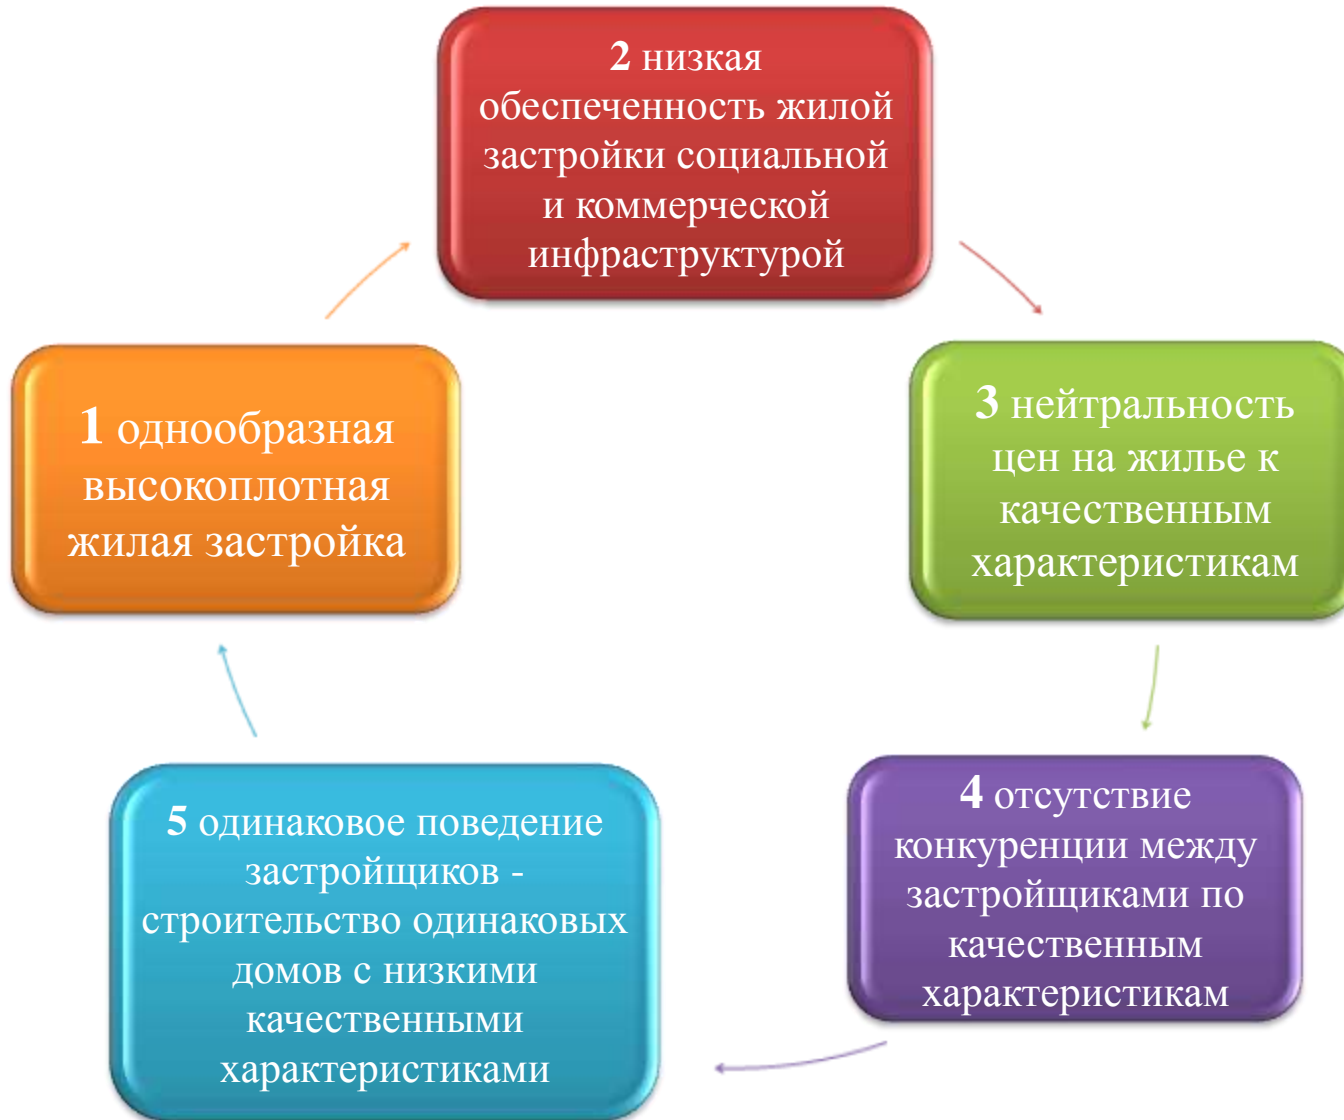 2 низкая
обеспеченность жилой
застройки социальной
и коммерческой
инфраструктурой
1 однообразная
высокоплотная
жилая застройка
3 нейтральность
цен на жилье к
качественным
характеристикам
5 одинаковое поведение
застройщиков -
строительство одинаковых
домов с низкими
качественными
характеристиками
4 отсутствие
конкуренции между
застройщиками по
качественным
характеристикам